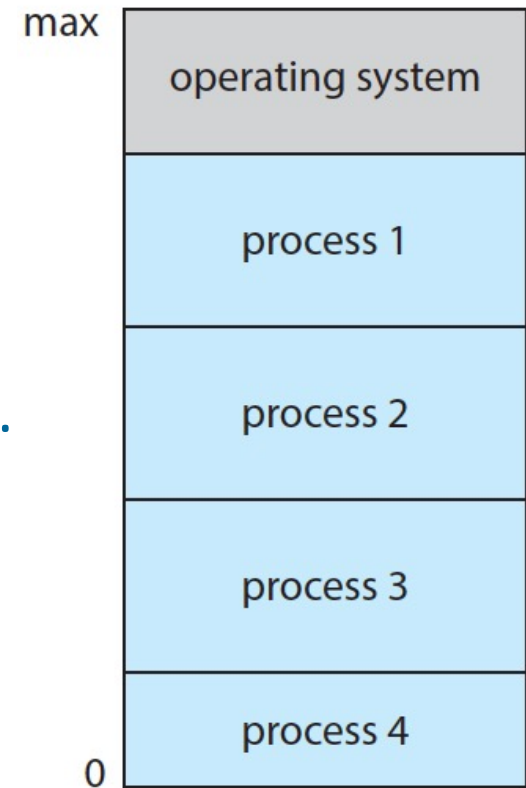 max
operating system
process 1
process 2
.
process 3
process 4
0